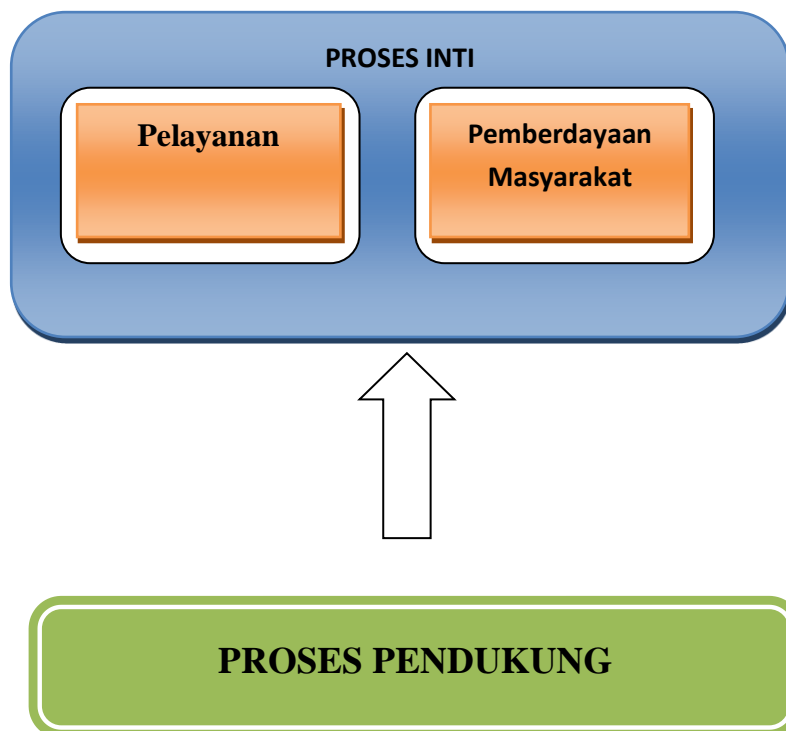 PROSES INTI
Pelayanan
Pemberdayaan
Masyarakat
PROSES PENDUKUNG